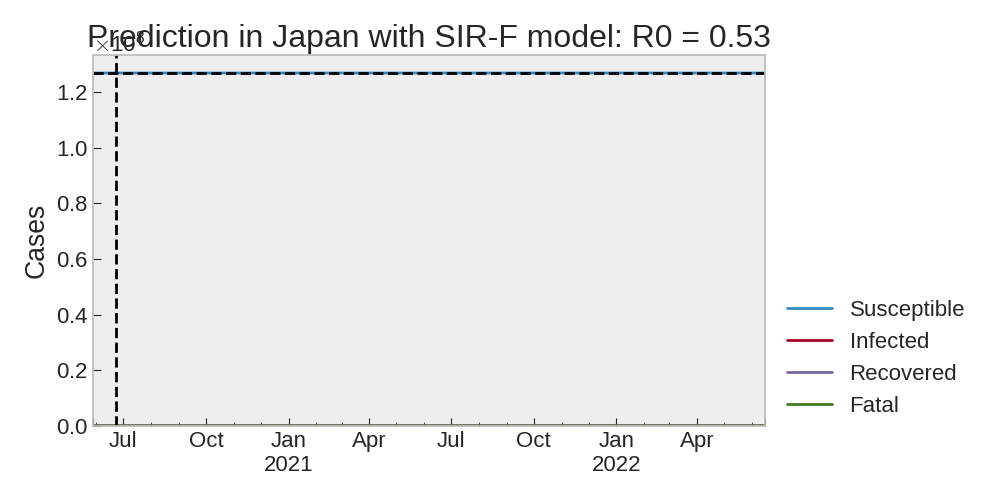 Prediction in Japan with SIR-F model: R0 = 0.53
×10⁸
Cases
1.2
1.0
0.8
0.6
0.4
0.2
0.0
Jul Oct Jan Apr Jul Oct Jan Apr
2021 2022
Susceptible
Infected
Recovered
Fatal